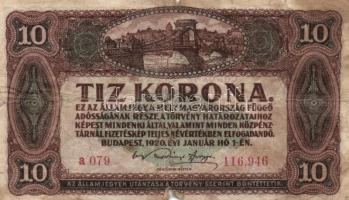 10 10
TIZ KORONA.
EZ AZ ÁLLAMJEGY A MEGMAGYARORSZÁG FÜGGŐ
ADÓSSÁGÁNAK RÉSZE, A TÖRVÉNY HATÁROZATAIHOZ
KÉPEST MINDENKI ÁLTAL, VALAMINT MINDEN KÖZPÉNZ-
TÁRNÁL FIZETÉSKÉP TELJES NÉVÉRTÉKBEN ELFOGADANDÓ.
BUDAPEST, 1920. ÉVI JANUÁR HÓ 1-ÉN.
a 079 116,946
10 10
AZ ÁLLAMJEGYEK UTÁNZÁSA A TÖRVÉNY SZERINT BÜNTETTETIK.